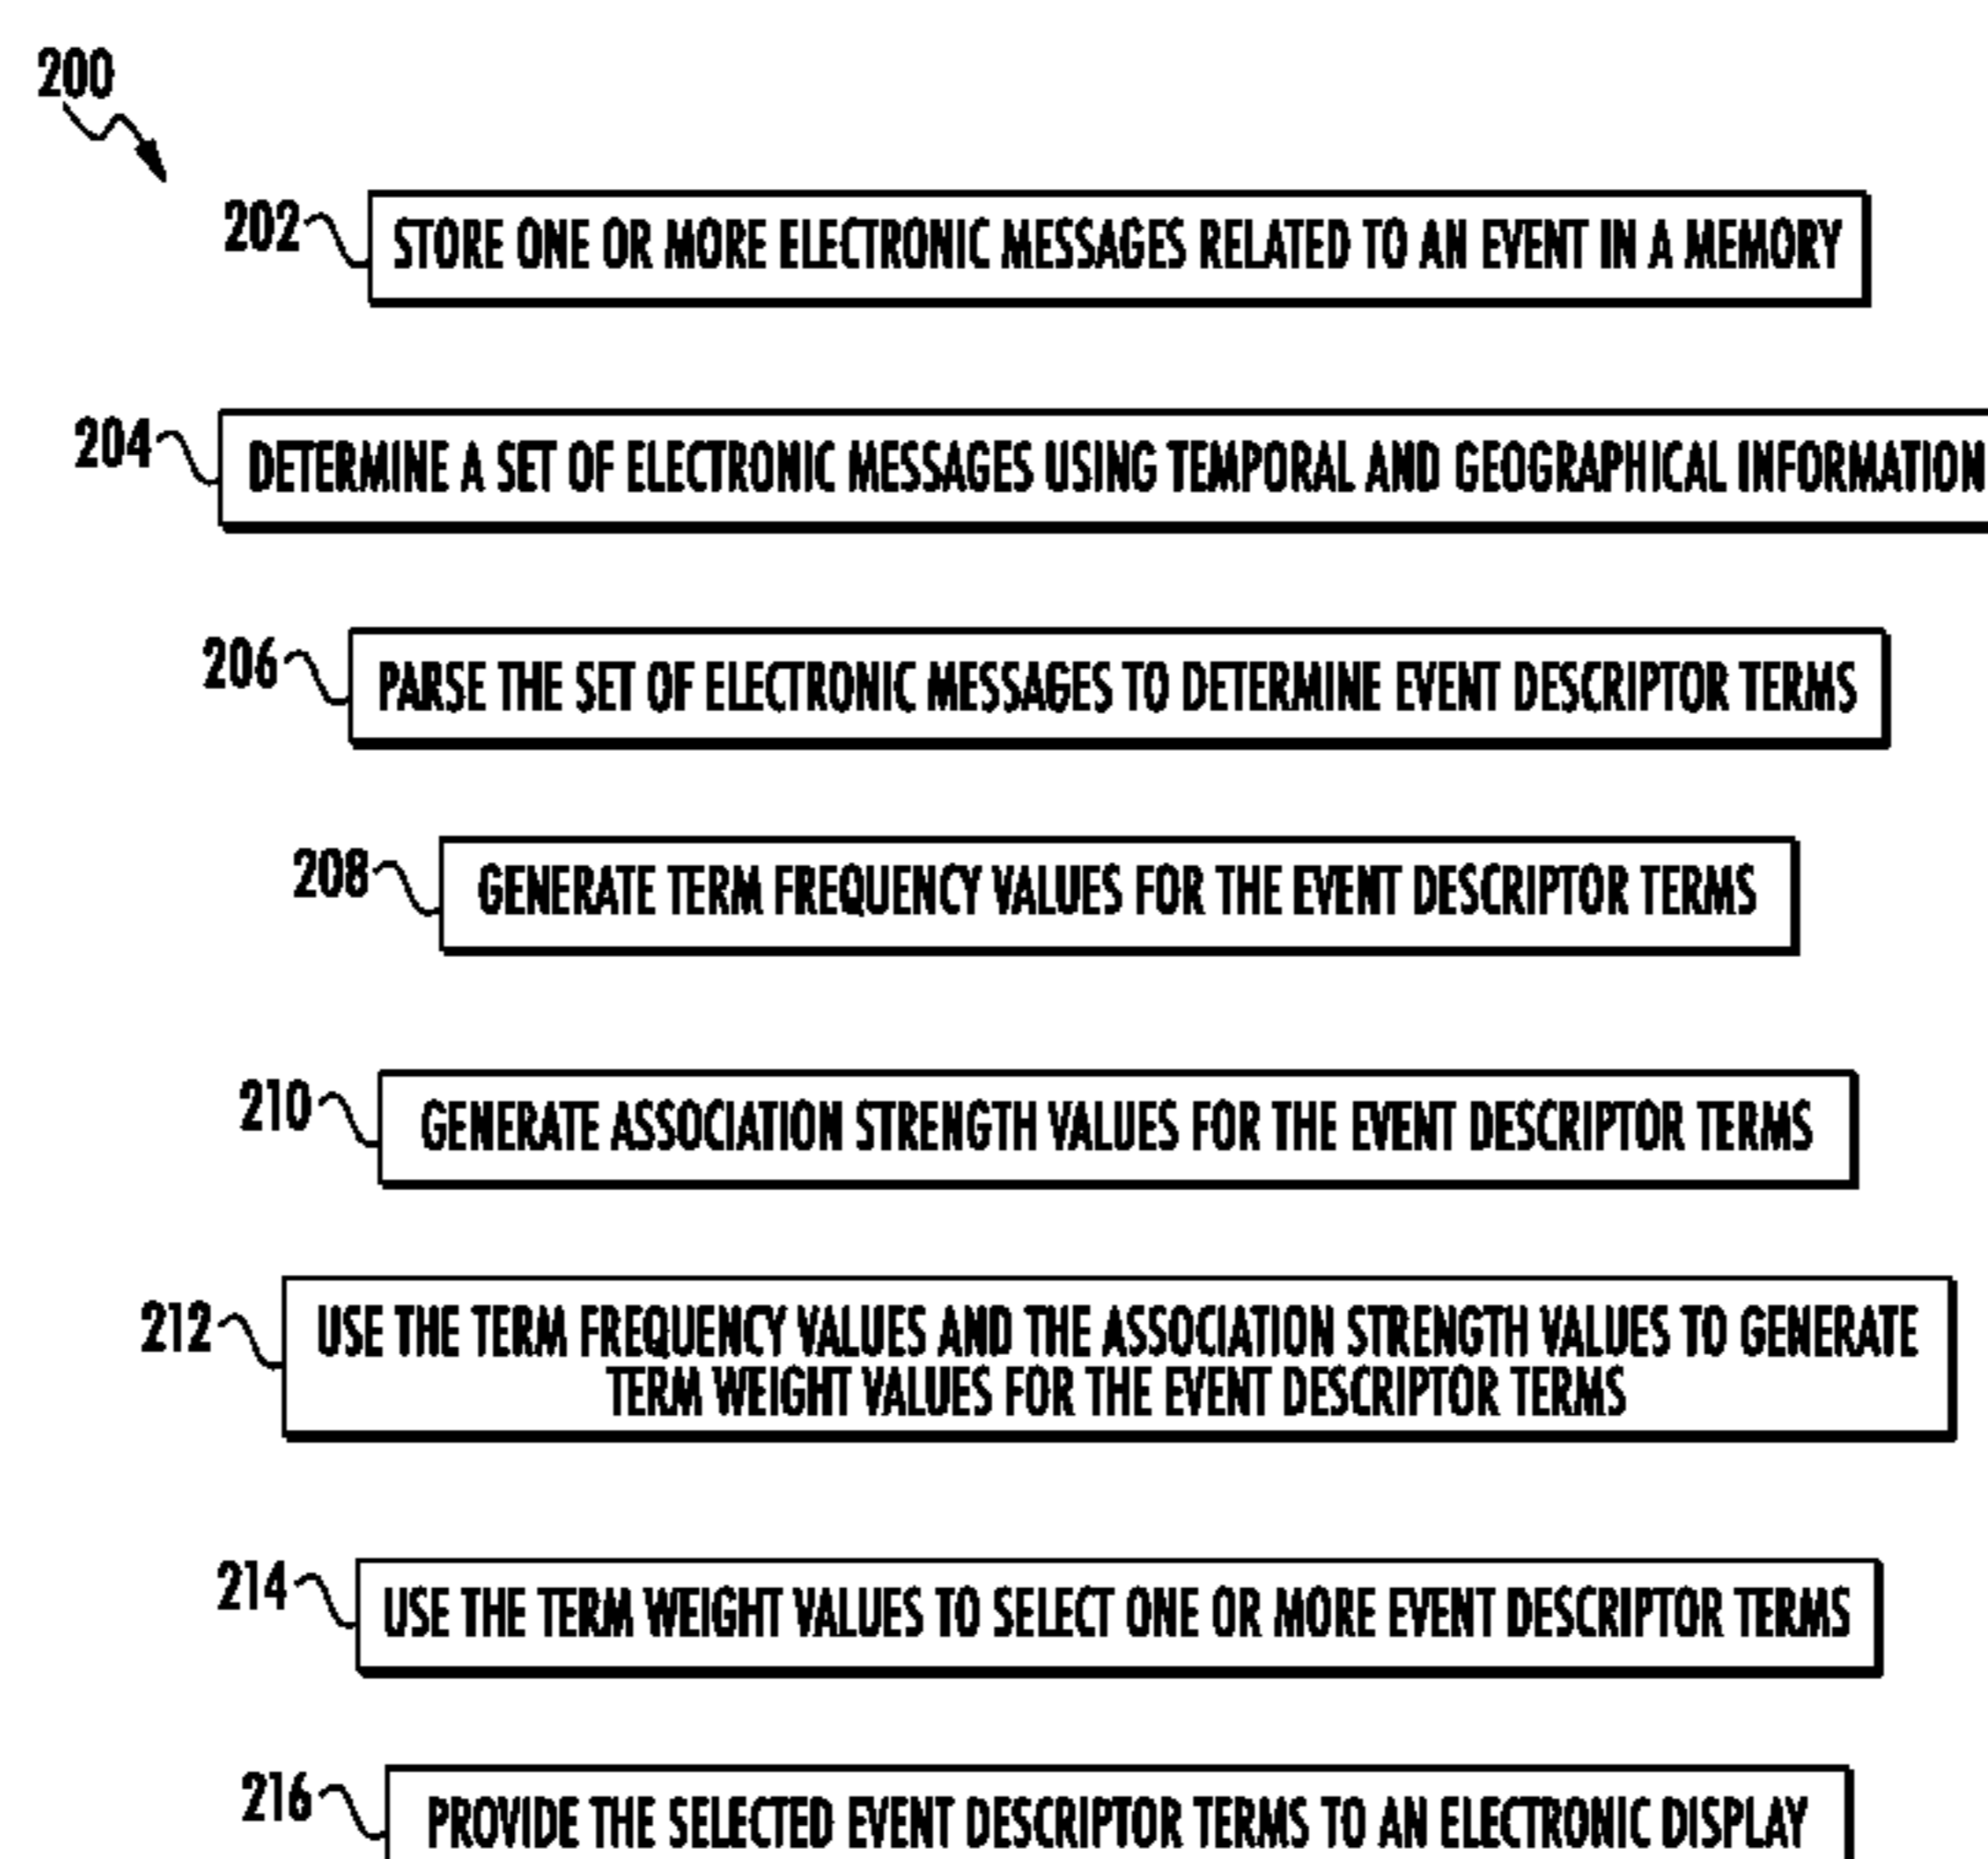 200
202 STORE ONE OR MORE ELECTRONIC MESSAGES RELATED TO AN EVENT IN A MEMORY
204 DETERMINE A SET OF ELECTRONIC MESSAGES USING TEMPORAL AND GEOGRAPHICAL INFORMATION
206 PARSE THE SET OF ELECTRONIC MESSAGES TO DETERMINE EVENT DESCRIPTOR TERMS
208 GENERATE TERM FREQUENCY VALUES FOR THE EVENT DESCRIPTOR TERMS
210 GENERATE ASSOCIATION STRENGTH VALUES FOR THE EVENT DESCRIPTOR TERMS
212 USE THE TERM FREQUENCY VALUES AND THE ASSOCIATION STRENGTH VALUES TO GENERATE
TERM WEIGHT VALUES FOR THE EVENT DESCRIPTOR TERMS
214 USE THE TERM WEIGHT VALUES TO SELECT ONE OR MORE EVENT DESCRIPTOR TERMS
216 PROVIDE THE SELECTED EVENT DESCRIPTOR TERMS TO AN ELECTRONIC DISPLAY